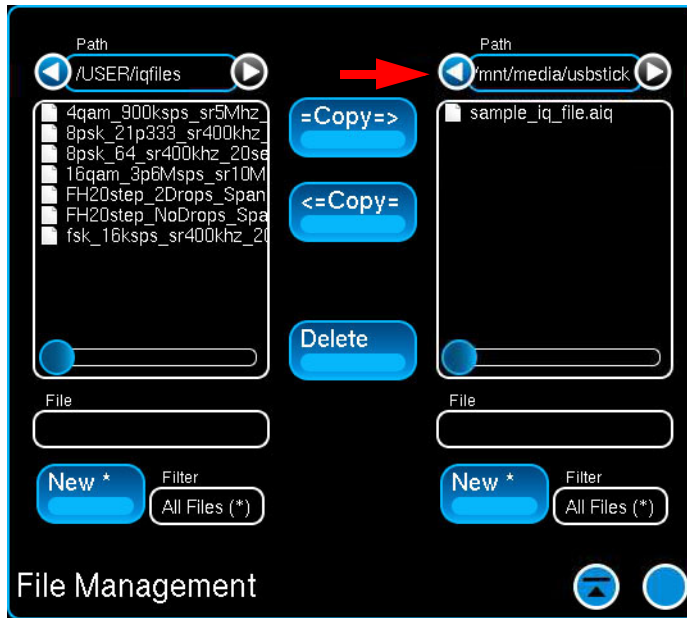 Path
/USER/iqfiles
4qam_900ksps_sr5Mhz_
8psk_21p333_sr400khz_
8psk_64_sr400khz_20se
16qam_3p6Msps_sr10M
FH20step_2Drops_Span
FH20step_NoDrops_Spa
fsk_16ksps_sr400khz_20
File
New *
Filter
All Files (*)
=Copy=>
<=Copy=
Delete
Path
/mnt/media/usbstick
sample_iq_file.aiq
File
New *
Filter
All Files (*)
File Management